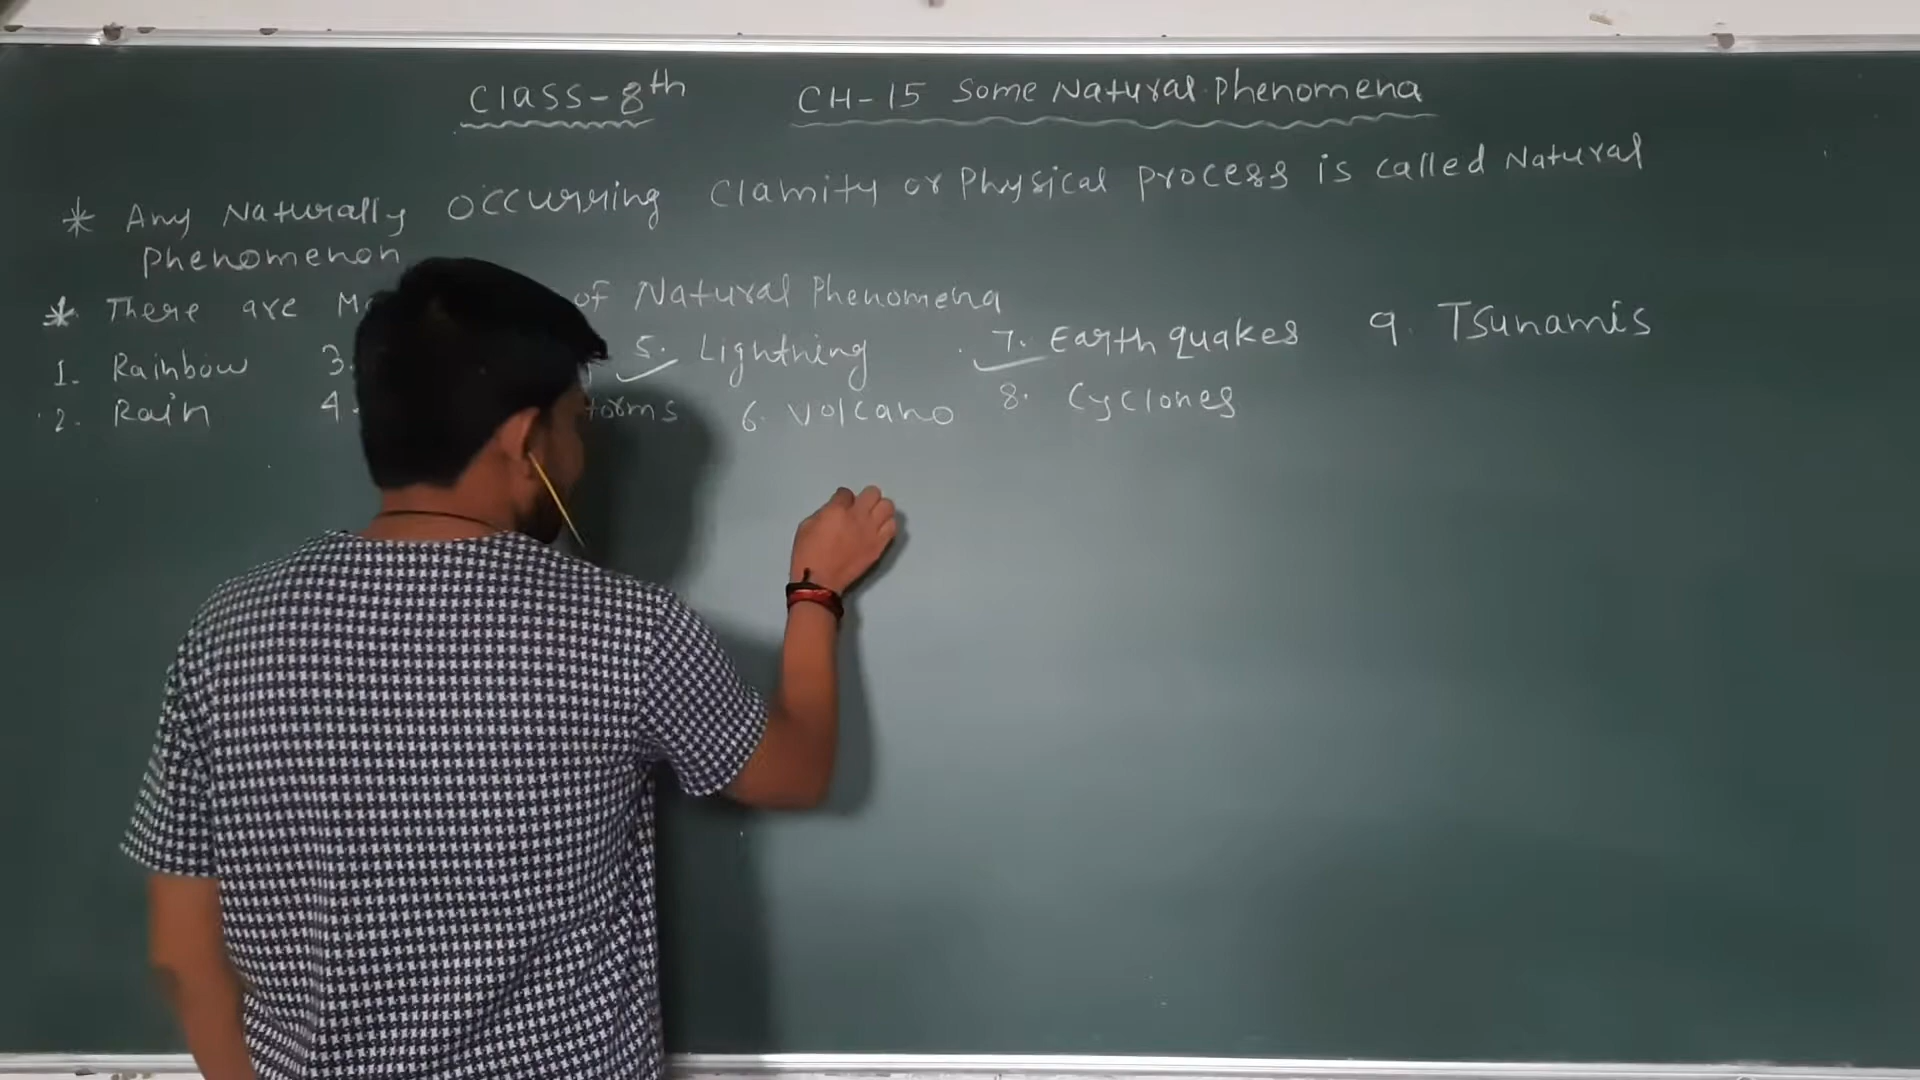 Class-8th CH-15 Some Natural Phenomena
* Any Naturally Occurring Clamity or Physical process is called Natural
Phenomenon
* There are of Natural Phenomena
1. Rainbow 3. 5. Lightning 7. Earth quakes 9. Tsunamis
2. Rain 4. 6. Volcano 8. Cyclones